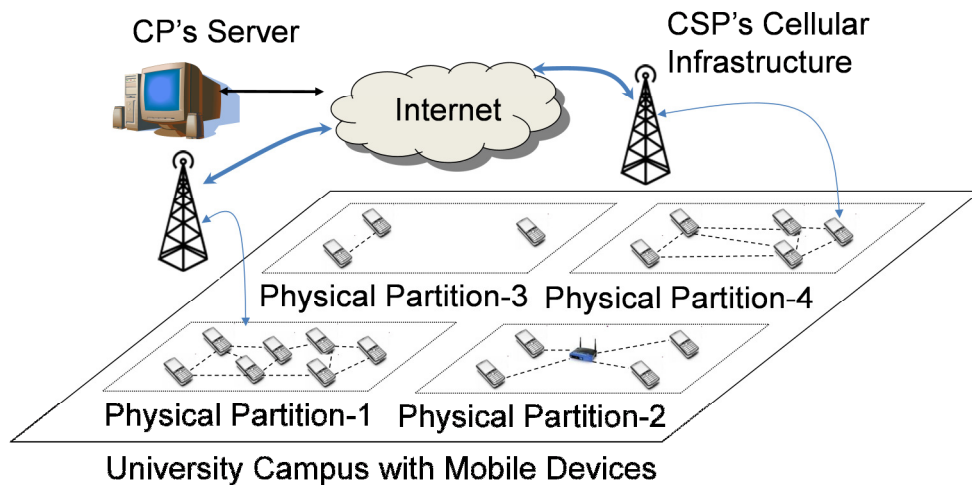 CP's Server
CSP's Cellular
Infrastructure
Internet
Physical Partition-3
Physical Partition-4
Physical Partition-1
Physical Partition-2
University Campus with Mobile Devices